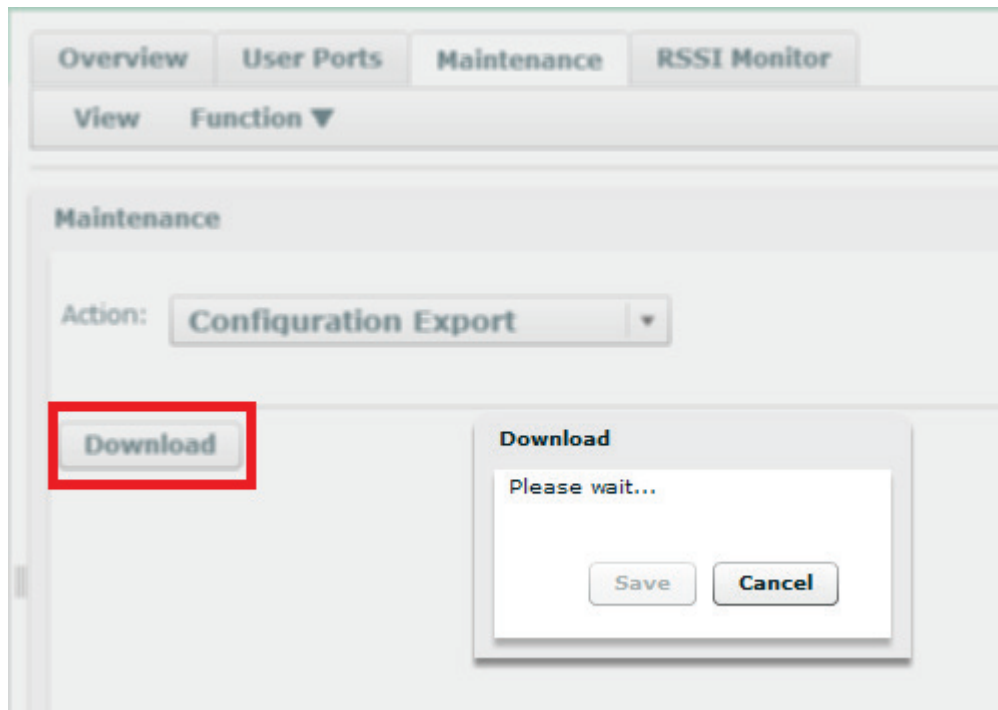 Overview User Ports Maintenance RSSI Monitor
View Function ▼
Maintenance
Action: Configuration Export
Download
Download
Please wait...
Save Cancel